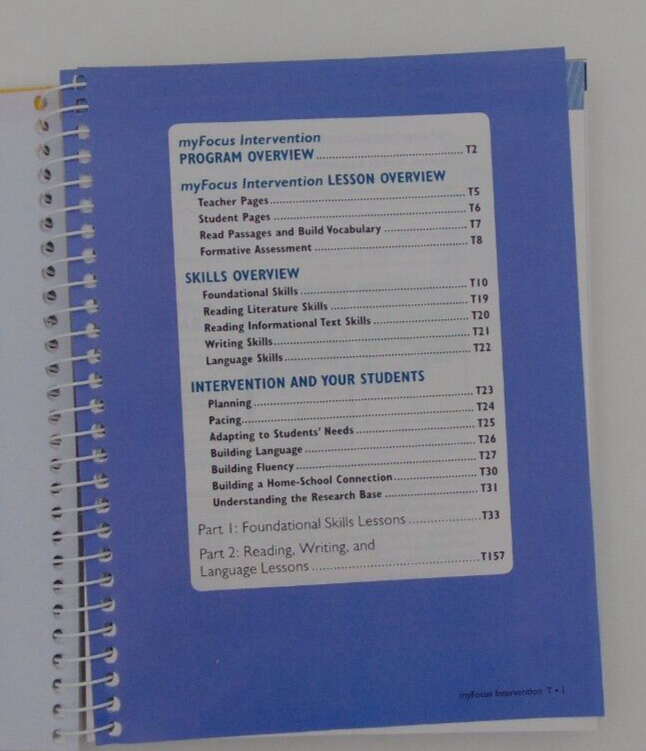 myFocus Intervention
PROGRAM OVERVIEW ........ T2
myFocus Intervention LESSON OVERVIEW
Teacher Pages ........ T5
Student Pages ........ T6
Read Passages and Build Vocabulary ........ T7
Formative Assessment ........ T8
SKILLS OVERVIEW
Foundational Skills ........ T10
Reading Literature Skills ........ T19
Reading Informational Text Skills ........ T20
Writing Skills ........ T21
Language Skills ........ T22
INTERVENTION AND YOUR STUDENTS
Planning ........ T23
Pacing ........ T24
Adapting to Students' Needs ........ T25
Building Language ........ T26
Building Fluency ........ T27
Building a Home-School Connection ........ T30
Understanding the Research Base ........ T31
Part 1: Foundational Skills Lessons ........ T33
Part 2: Reading, Writing, and
Language Lessons ........ T157
myFocus Intervention T • 1